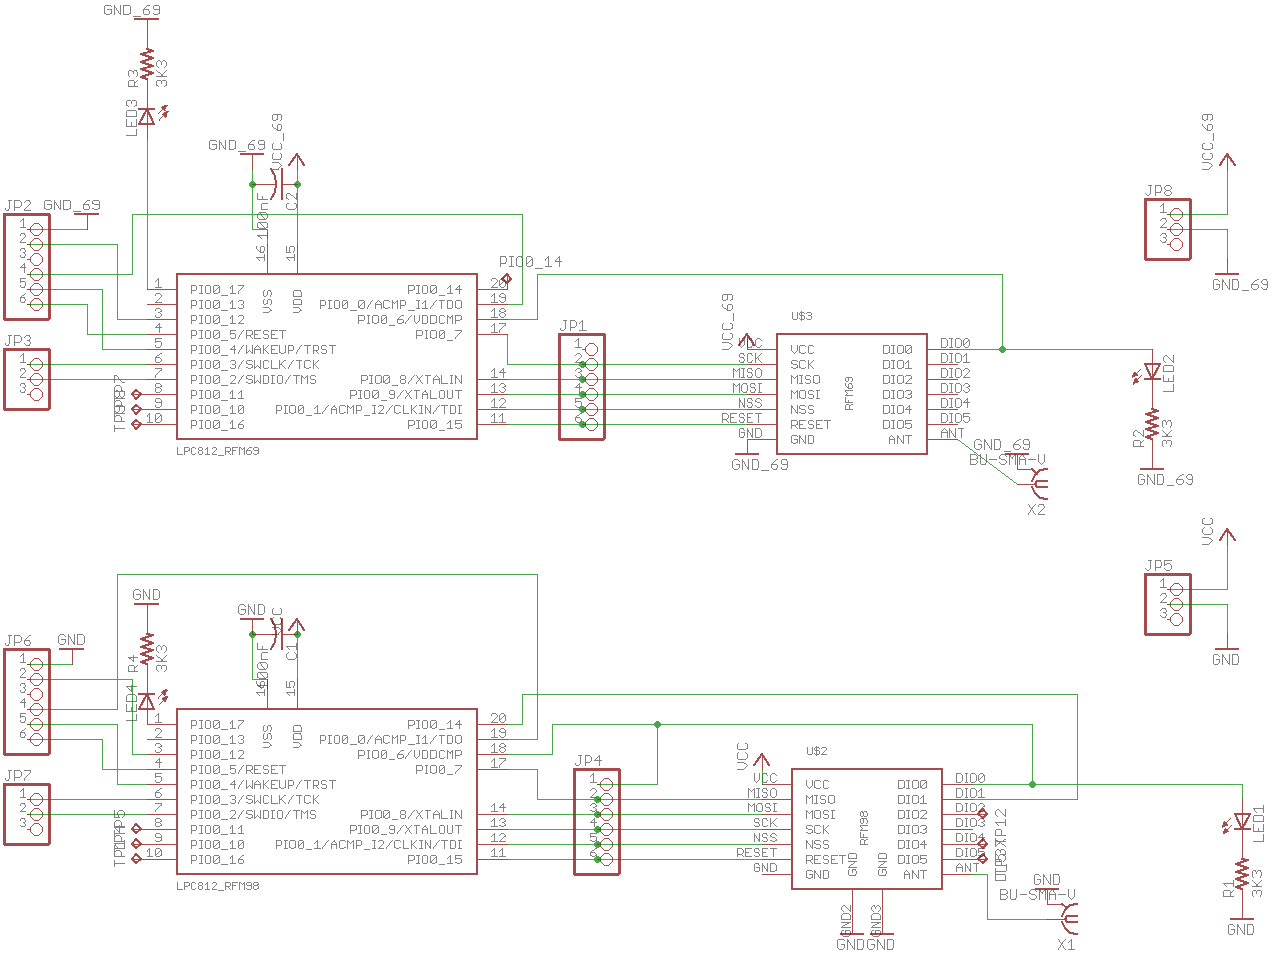 GND_69
R3
3K3
LED3
GND_69
VCC_69
100nF
C2
16
15
JP2
GND_69
1
2
3
4
5
6
JP3
1
2
3
1 PIO0_17
2 PIO0_13
3 PIO0_12
4 PIO0_5/RESET
5 PIO0_4/WAKEUP/TRST
6 PIO0_3/SWCLK/TCK
7 PIO0_2/SWDIO/TMS
8 PIO0_11
9 PIO0_10
10 PIO0_16
VSS
VDD
PIO0_14
PIO0_14 20
PIO0_0/ACMP_I1/TDO 19
PIO0_6/VDDCMP 18
PIO0_7 17
PIO0_8/XTALIN 14
PIO0_9/XTALOUT 13
PIO0_1/ACMP_I2/CLKIN/TDI 12
PIO0_15 11
LPC812_RFM69
JP1
1
2
3
4
5
6
VCC_69
U$3
VCC VCC
SCK SCK
MISO MISO
MOSI MOSI
NSS NSS
RESET RESET
GND GND
GND_69
RFM69
DIO0 DIO0
DIO1 DIO1
DIO2 DIO2
DIO3 DIO3
DIO4 DIO4
DIO5 DIO5
ANT ANT
GND_69
BU-SMA-V
X2
LED2
R2
3K3
GND_69
VCC_69
JP8
1
2
3
GND_69
VCC
JP5
1
2
3
GND
GND
R4
3K3
LED4
GND
VCC
100nF
C1
16
15
JP6
GND
1
2
3
4
5
6
JP7
1
2
3
1 PIO0_17
2 PIO0_13
3 PIO0_12
4 PIO0_5/RESET
5 PIO0_4/WAKEUP/TRST
6 PIO0_3/SWCLK/TCK
7 PIO0_2/SWDIO/TMS
8 PIO0_11
9 PIO0_10
10 PIO0_16
VSS
VDD
PIO0_14 20
PIO0_0/ACMP_I1/TDO 19
PIO0_6/VDDCMP 18
PIO0_7 17
PIO0_8/XTALIN 14
PIO0_9/XTALOUT 13
PIO0_1/ACMP_I2/CLKIN/TDI 12
PIO0_15 11
LPC812_RFM98
JP4
1
2
3
4
5
6
VCC
U$2
VCC VCC
MISO MISO
MOSI MOSI
SCK SCK
NSS NSS
RESET RESET
GND GND
RFM98
GND
GND
GND2
GND3
GND
GND
DIO0 DIO0
DIO1 DIO1
DIO2 DIO2
DIO3 DIO3
DIO4 DIO4
DIO5 DIO5
ANT ANT
GND
BU-SMA-V
X1
LED1
R1
3K3
GND